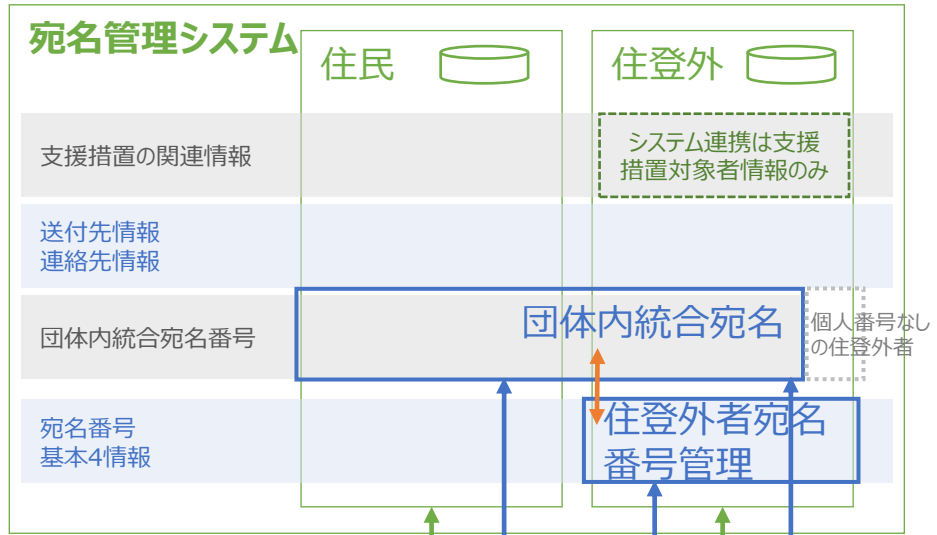 宛名管理システム
住民
住登外
支援措置の関連情報
システム連携は支援
措置対象者情報のみ
送付先情報
連絡先情報
団体内統合宛名番号
団体内統合宛名
個人番号なし
の住登外者
宛名番号
基本4情報
住登外者宛名
番号管理